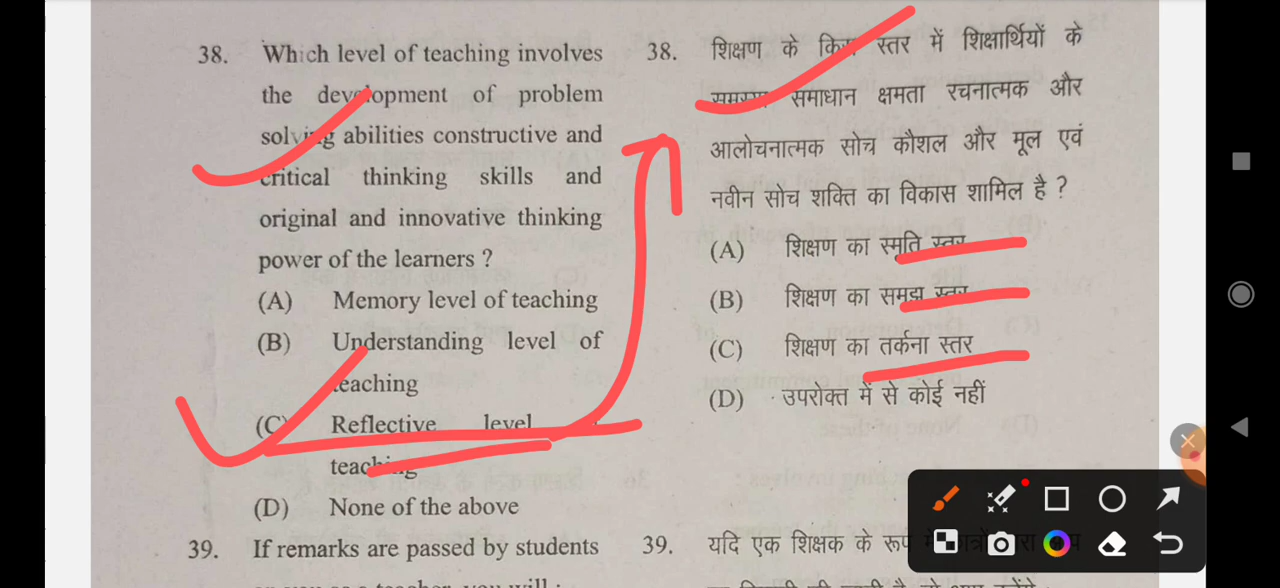 38. Which level of teaching involves
the development of problem
solving abilities constructive and
critical thinking skills and
original and innovative thinking
power of the learners ?
(A) Memory level of teaching
(B) Understanding level of
teaching
(C) Reflective level
teaching
(D) None of the above
39. If remarks are passed by students
38. शिक्षण के किस स्तर में शिक्षार्थियों के
समस्या समाधान क्षमता रचनात्मक और
आलोचनात्मक सोच कौशल और मूल एवं
नवीन सोच शक्ति का विकास शामिल है ?
(A) शिक्षण का स्मृति स्तर
(B) शिक्षण का समझ स्तर
(C) शिक्षण का तर्कना स्तर
(D) उपरोक्त में से कोई नहीं
39. यदि एक शिक्षक के रूप